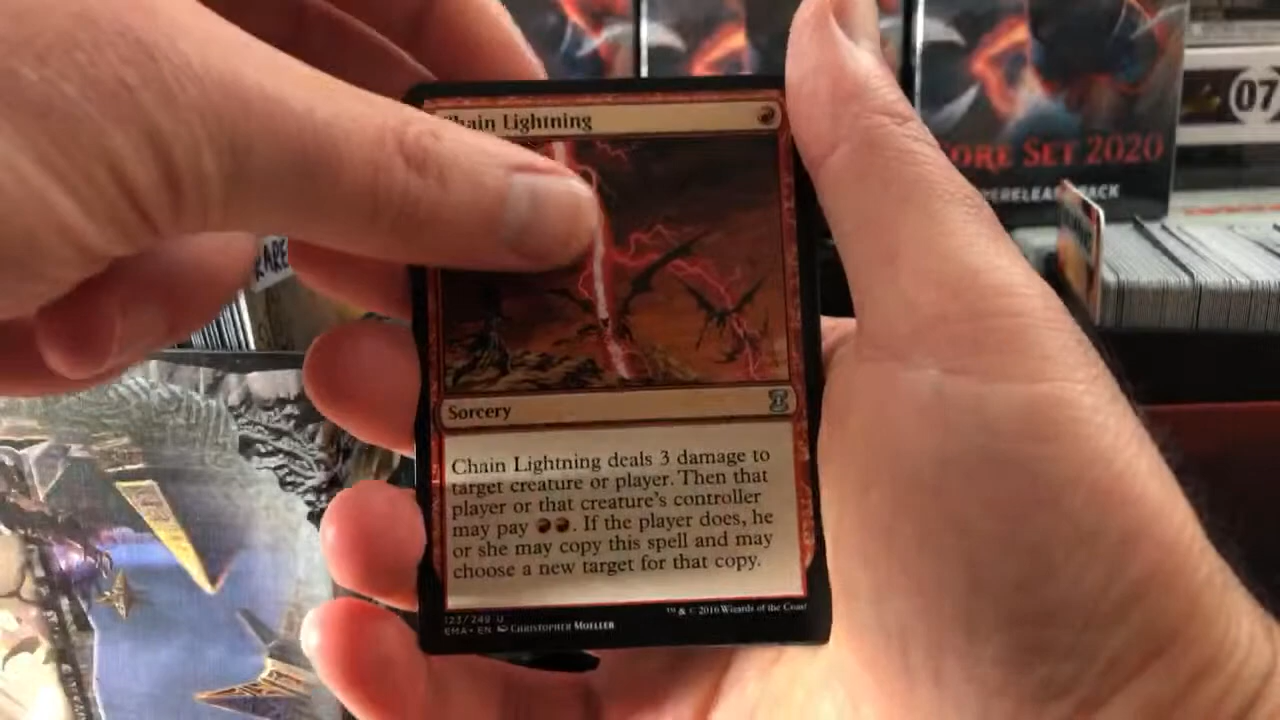 hain Lightning
07
ORE SET 2020
RERELEASE PACK
RARE
Sorcery
Chain Lightning deals 3 damage to
target creature or player. Then that
player or that creature's controller
may pay . If the player does, he
or she may copy this spell and may
choose a new target for that copy.
123/249 U
™ & © 2016 Wizards of the Coast
EMA • EN Christopher Moeller